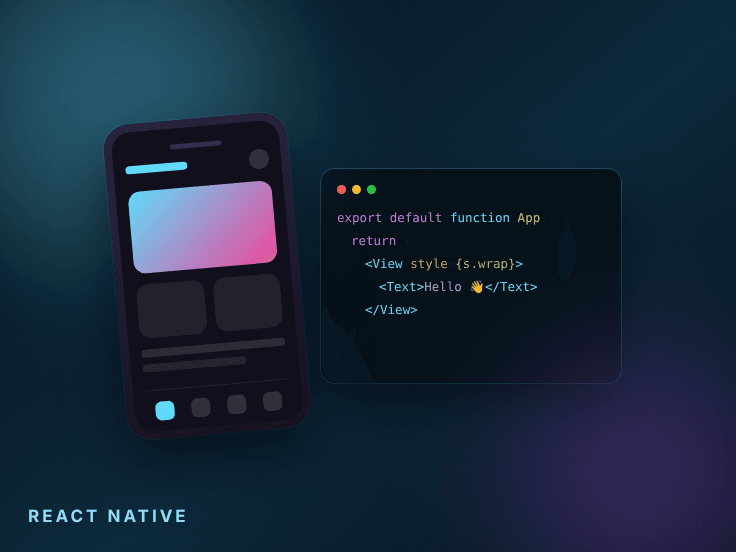 export default function App
return
<View style {s.wrap}>
<Text>Hello 👋</Text>
</View>
REACT NATIVE